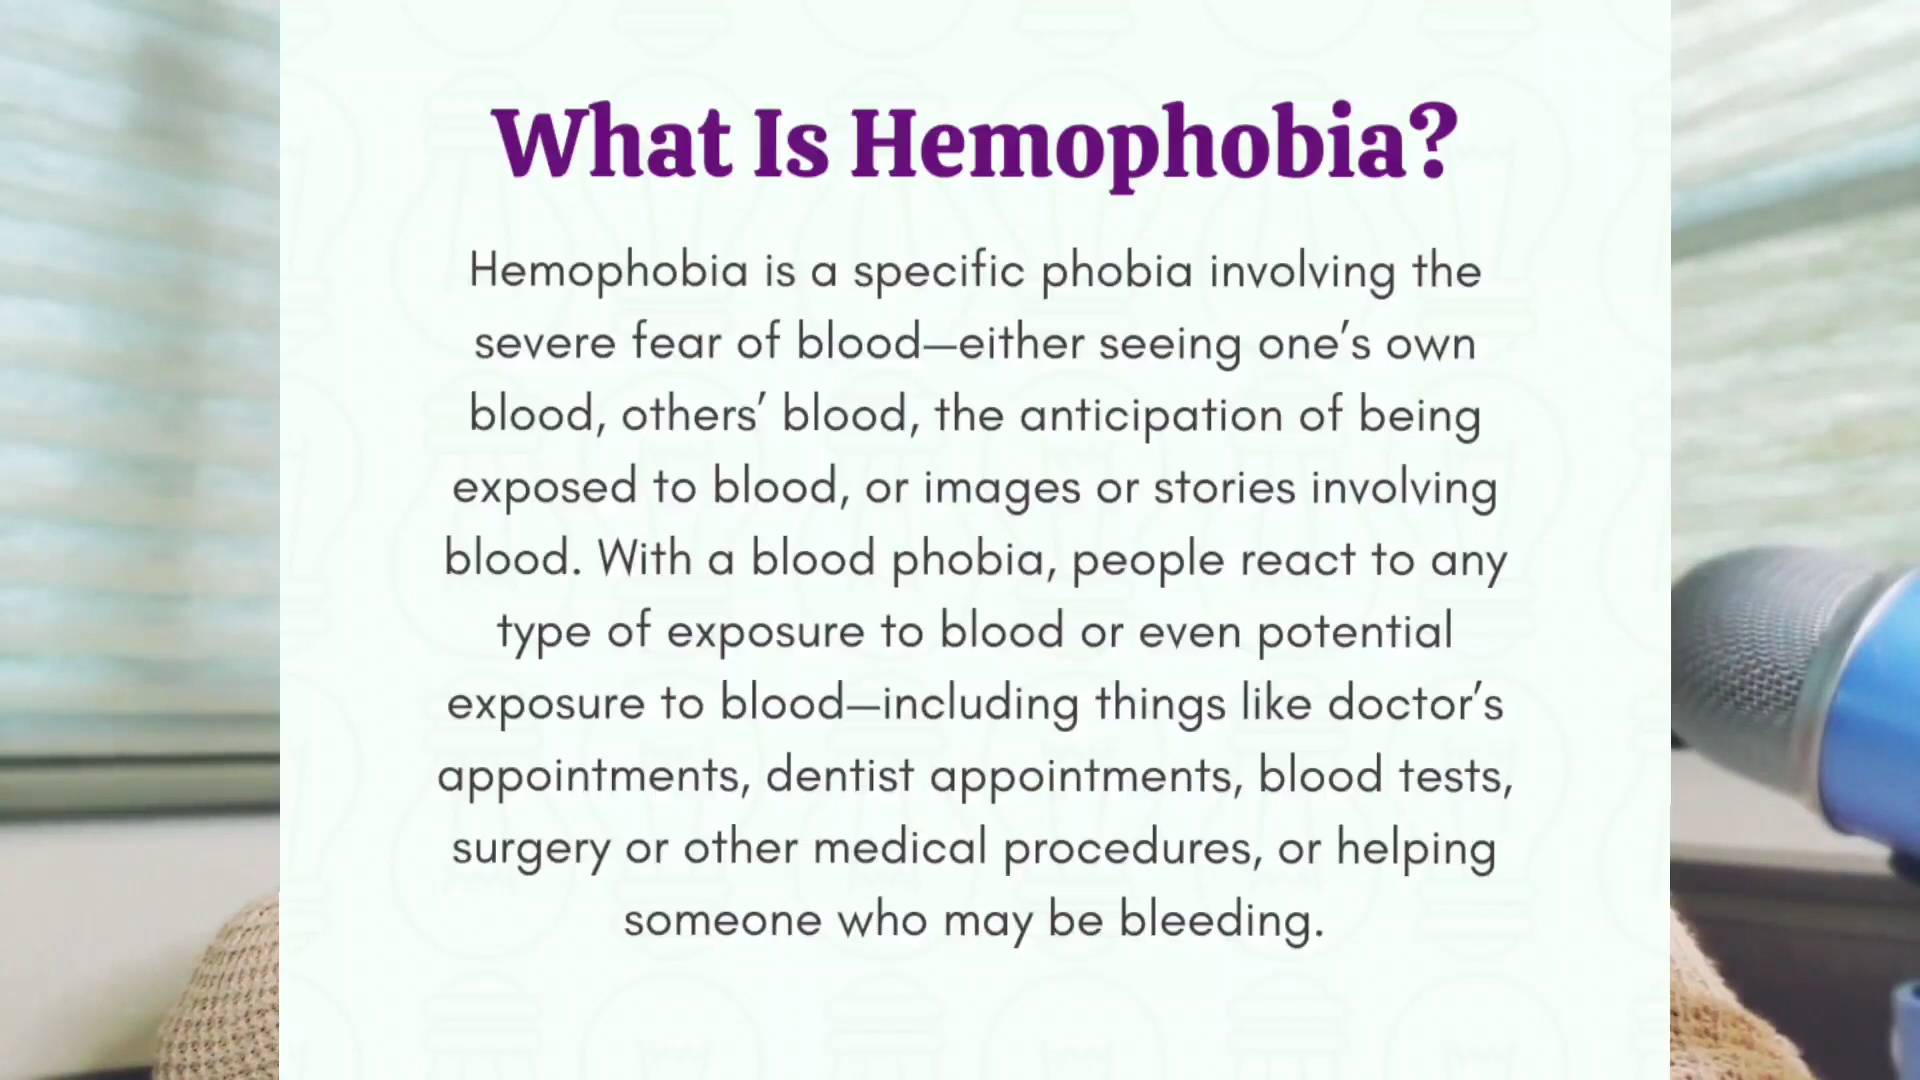 What Is Hemophobia?
Hemophobia is a specific phobia involving the
severe fear of blood—either seeing one’s own
blood, others’ blood, the anticipation of being
exposed to blood, or images or stories involving
blood. With a blood phobia, people react to any
type of exposure to blood or even potential
exposure to blood—including things like doctor’s
appointments, dentist appointments, blood tests,
surgery or other medical procedures, or helping
someone who may be bleeding.